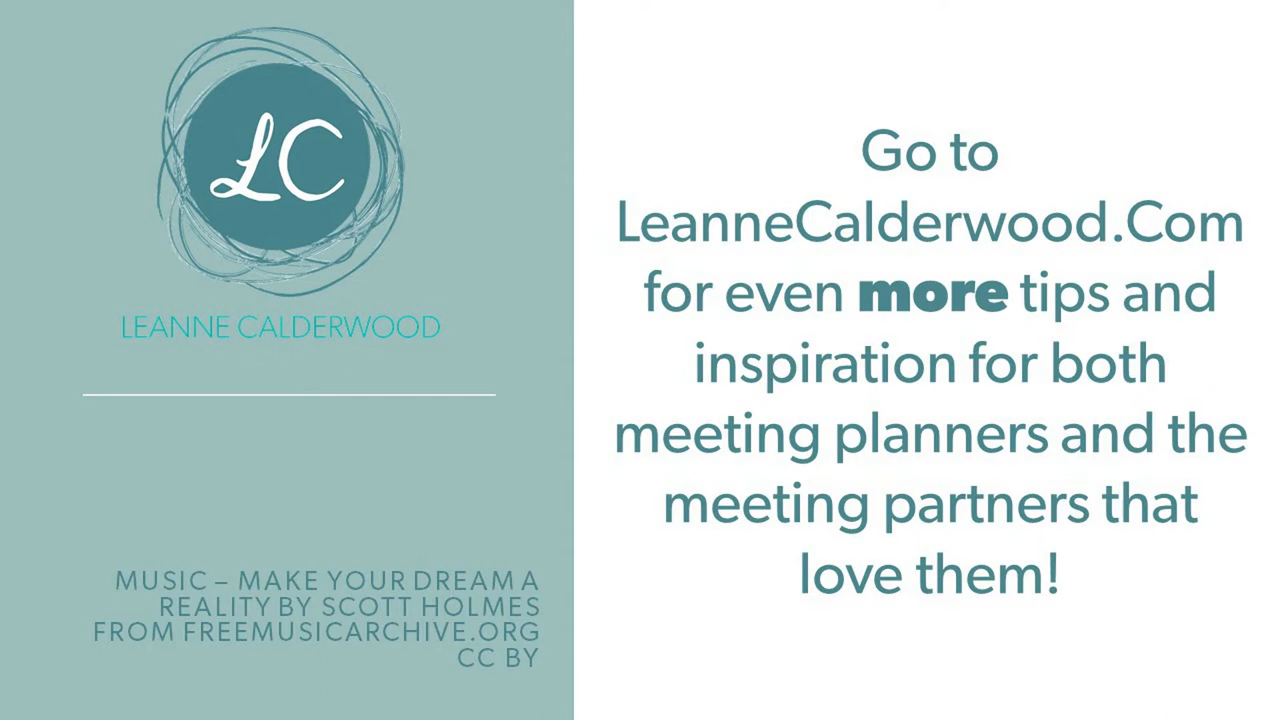 LC
LEANNE CALDERWOOD
MUSIC – MAKE YOUR DREAM A
REALITY BY SCOTT HOLMES
FROM FREEMUSICARCHIVE.ORG
CC BY
Go to
LeanneCalderwood.Com
for even more tips and
inspiration for both
meeting planners and the
meeting partners that
love them!